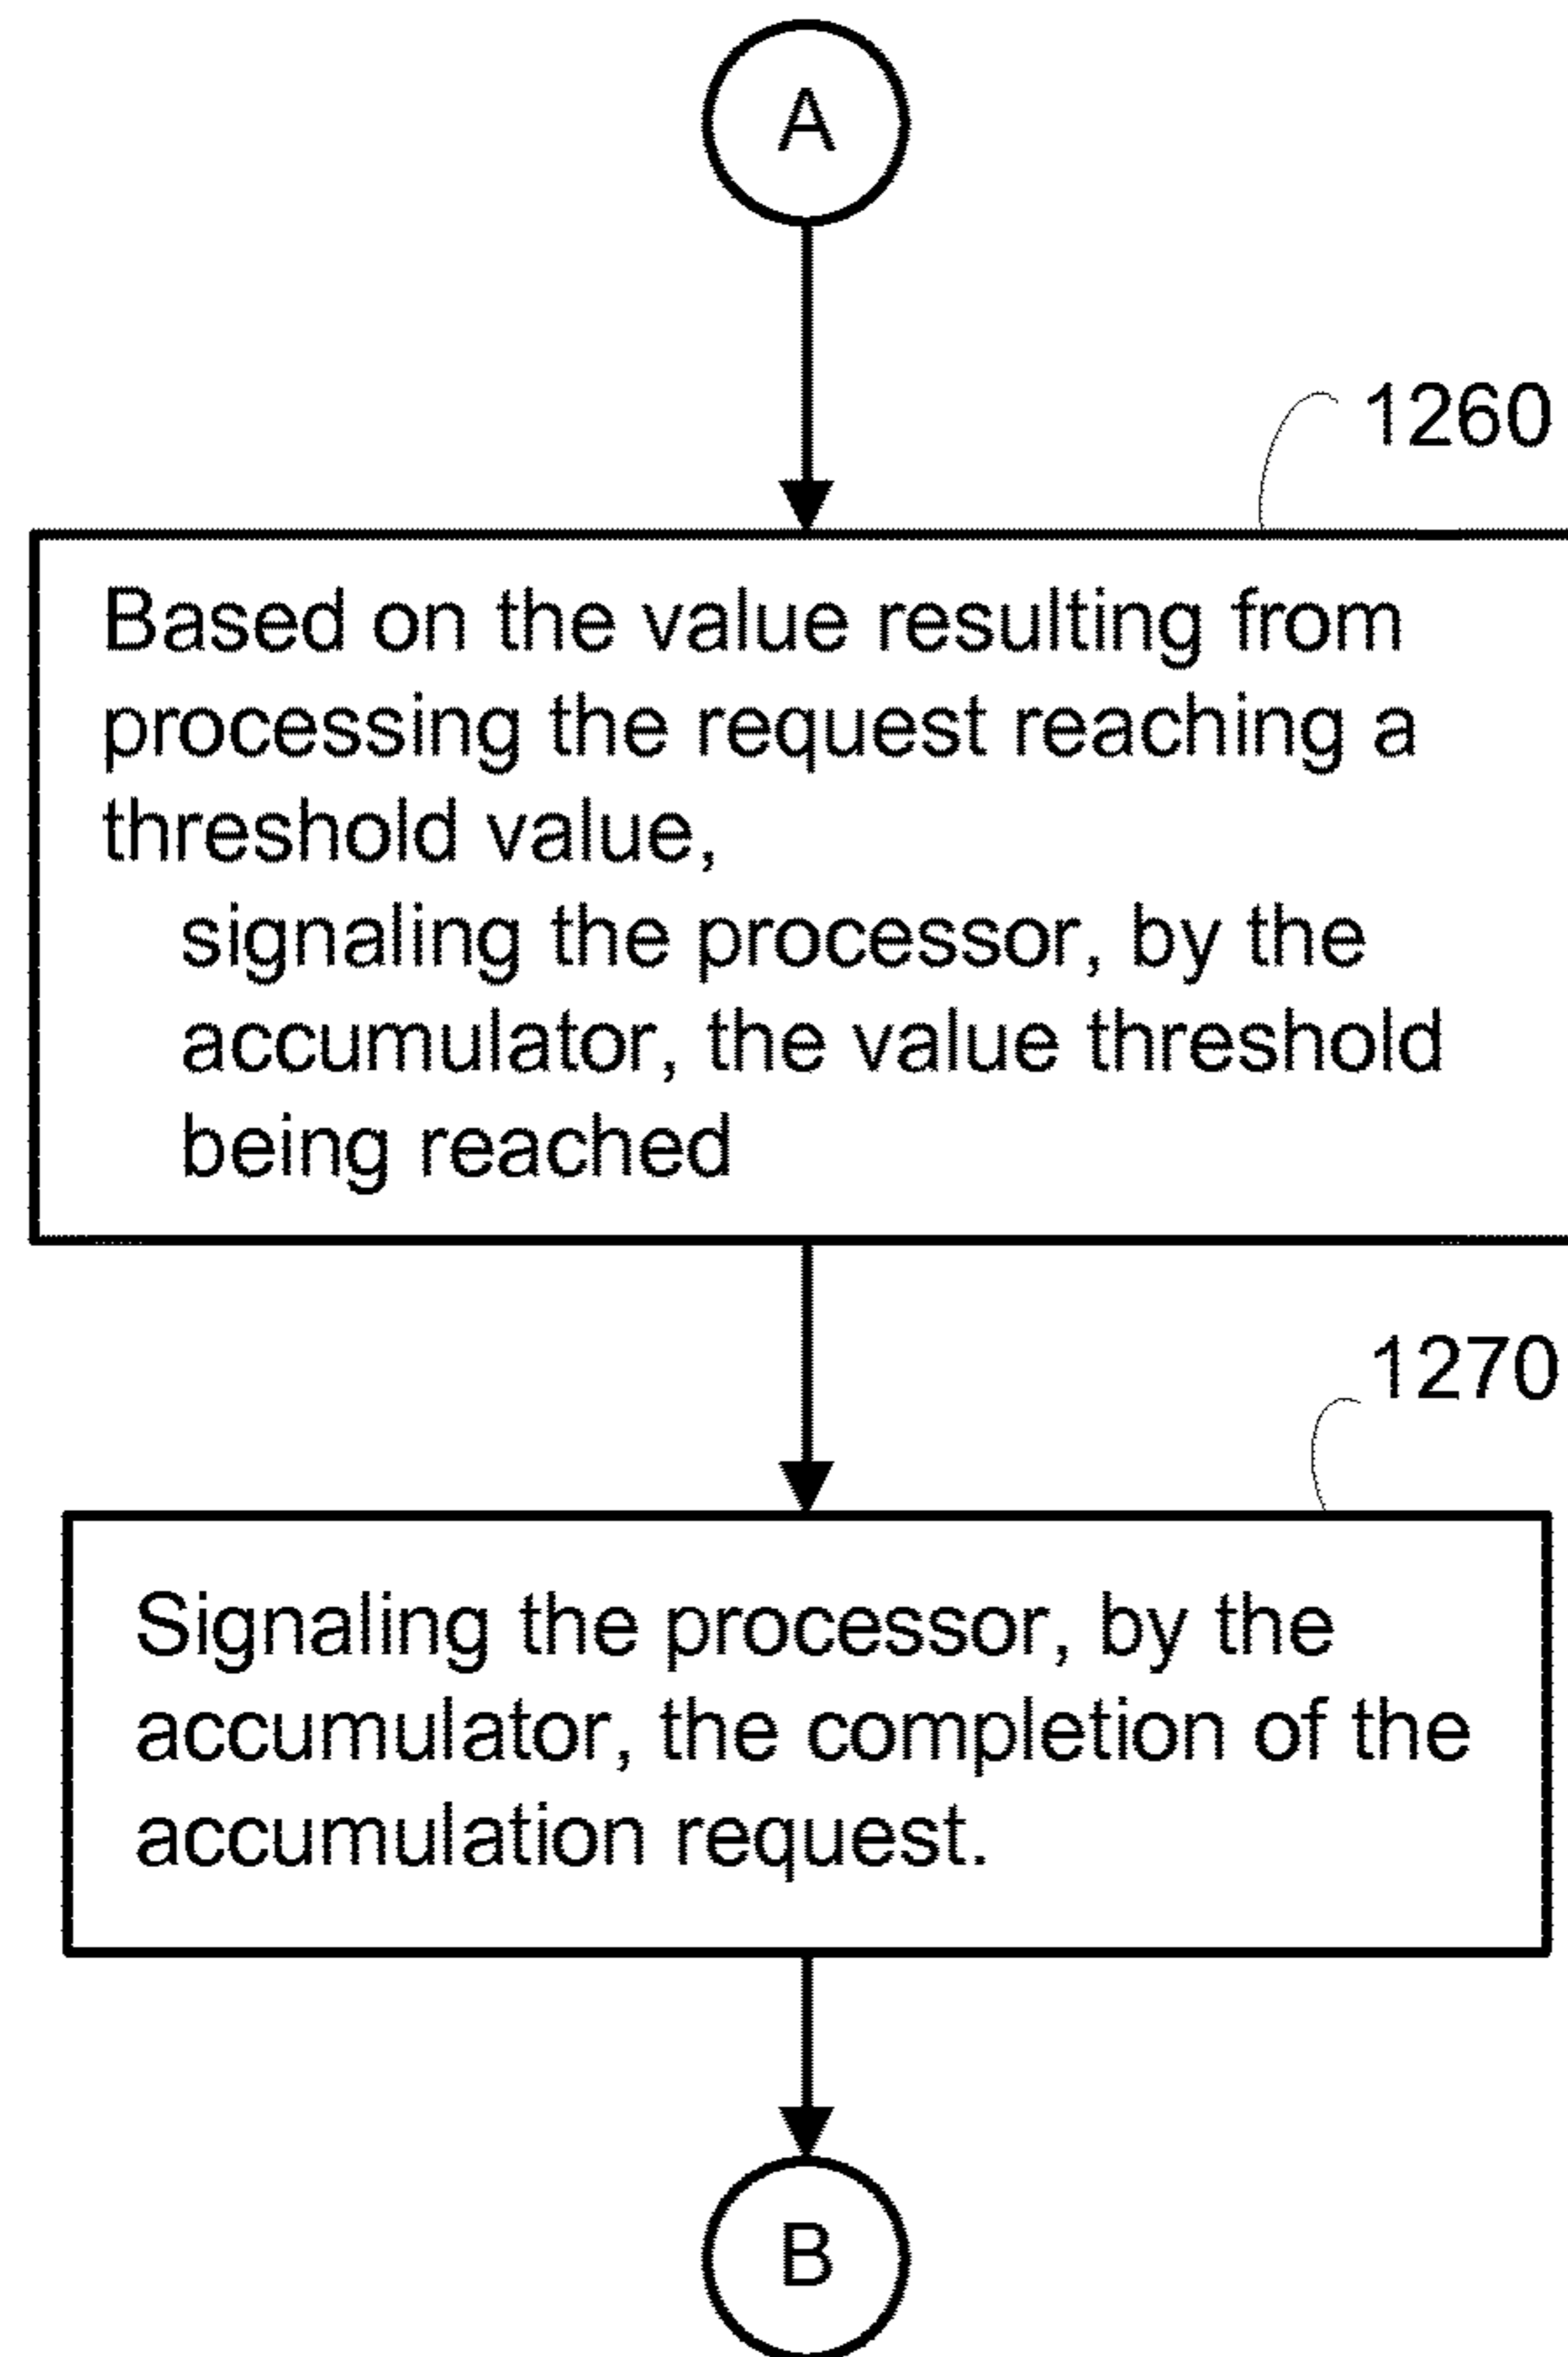 A
1260
Based on the value resulting from
processing the request reaching a
threshold value,
signaling the processor, by the
accumulator, the value threshold
being reached
1270
Signaling the processor, by the
accumulator, the completion of the
accumulation request.
B